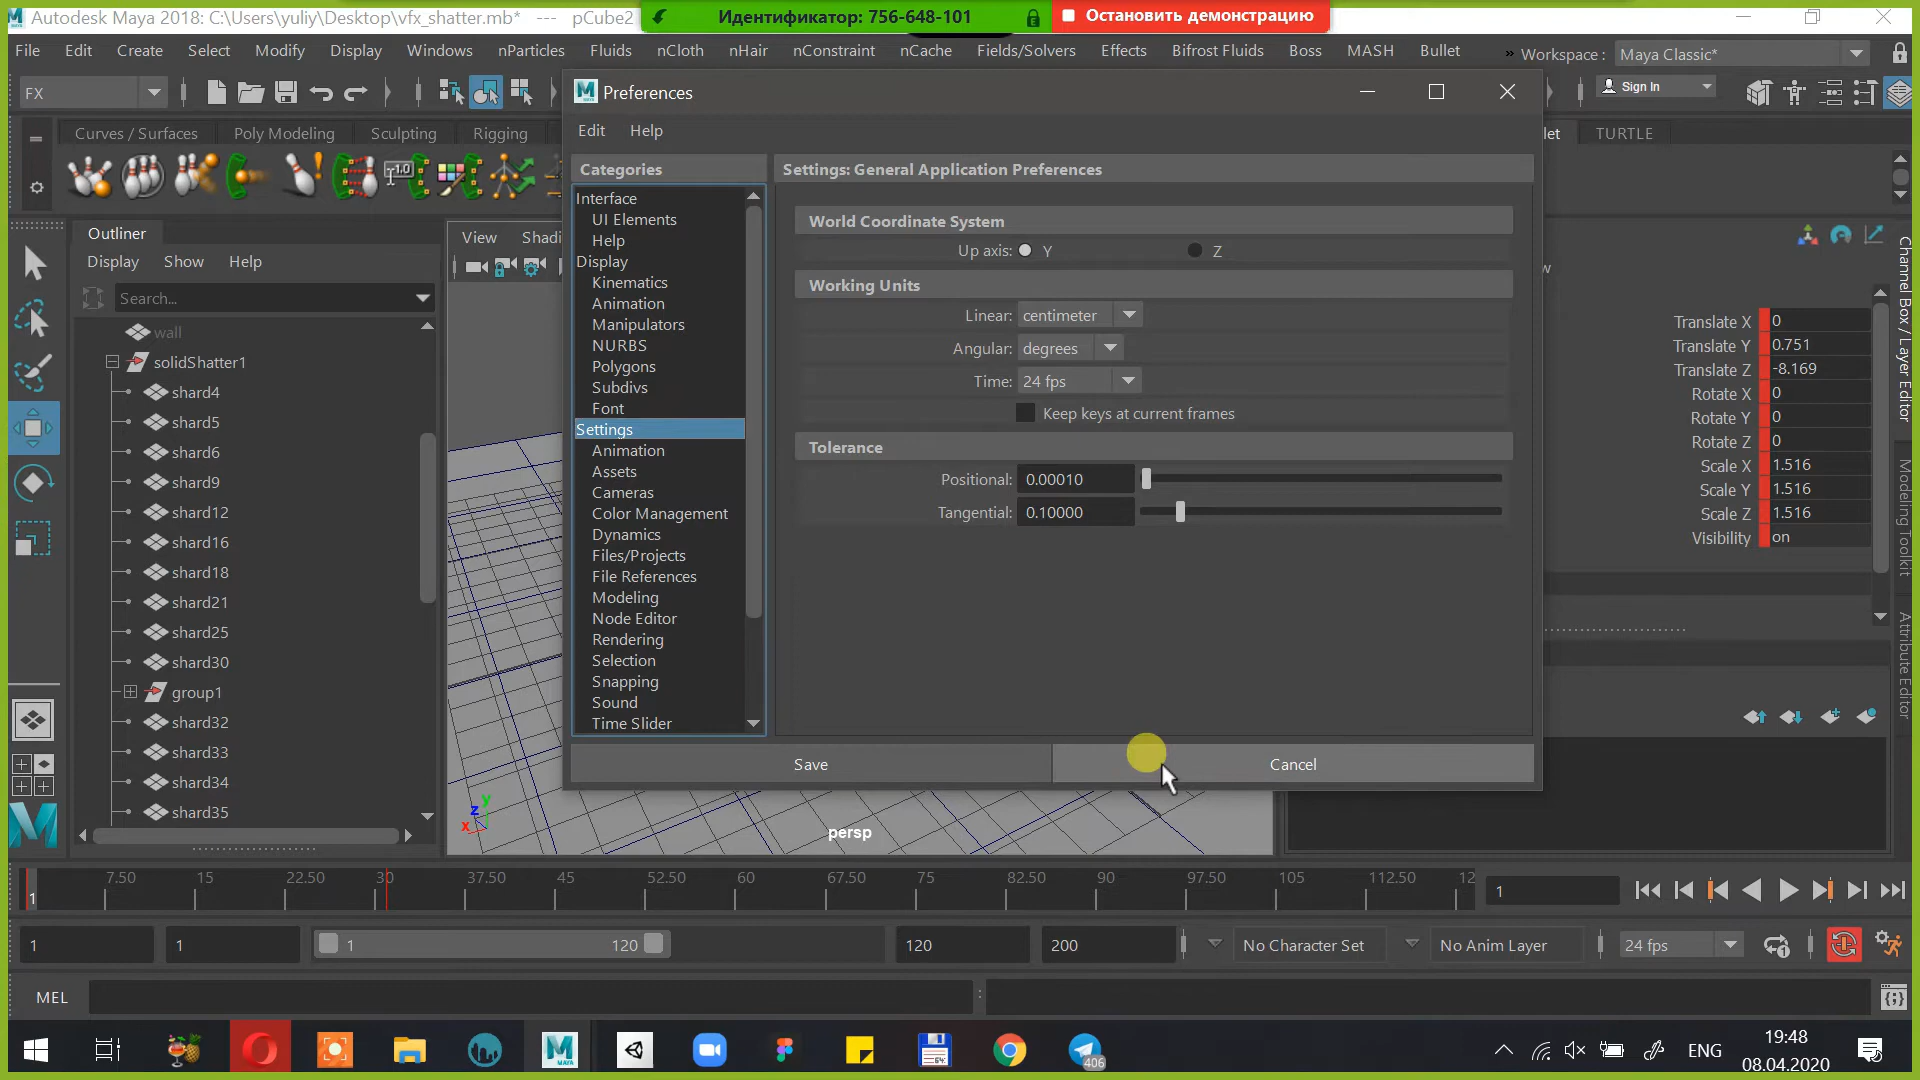 Autodesk Maya 2018: C:\Users\yuliy\Desktop\vfx_shatter.mb* --- pCube2
Идентификатор: 756-648-101
Остановить демонстрацию
File Edit Create Select Modify Display Windows nParticles Fluids nCloth nHair nConstraint nCache Fields/Solvers Effects Bifrost Fluids Boss MASH Bullet
» Workspace : Maya Classic*
FX
Sign In
Preferences
Edit Help
Curves / Surfaces Poly Modeling Sculpting Rigging
let TURTLE
Categories
Settings: General Application Preferences
Interface
UI Elements
Help
Display
Kinematics
Animation
Manipulators
NURBS
Polygons
Subdivs
Font
Settings
Animation
Assets
Cameras
Color Management
Dynamics
Files/Projects
File References
Modeling
Node Editor
Rendering
Selection
Snapping
Sound
Time Slider
World Coordinate System
Up axis: Y Z
Working Units
Linear: centimeter
Angular: degrees
Time: 24 fps
Keep keys at current frames
Tolerance
Positional: 0.00010
Tangential: 0.10000
Save
Cancel
Outliner
Display Show Help
Search...
wall
solidShatter1
shard4
shard5
shard6
shard9
shard12
shard16
shard18
shard21
shard25
shard30
group1
shard32
shard33
shard34
shard35
View Shadi
y
z
x
persp
w
Translate X 0
Translate Y 0.751
Translate Z -8.169
Rotate X 0
Rotate Y 0
Rotate Z 0
Scale X 1.516
Scale Y 1.516
Scale Z 1.516
Visibility on
Channel Box / Layer Editor
Modeling Toolkit
Attribute Editor
1 7.50 15 22.50 30 37.50 45 52.50 60 67.50 75 82.50 90 97.50 105 112.50 12
1
1 1 1 120 120 200
No Character Set
No Anim Layer
24 fps
MEL
406
ENG
19:48
08.04.2020